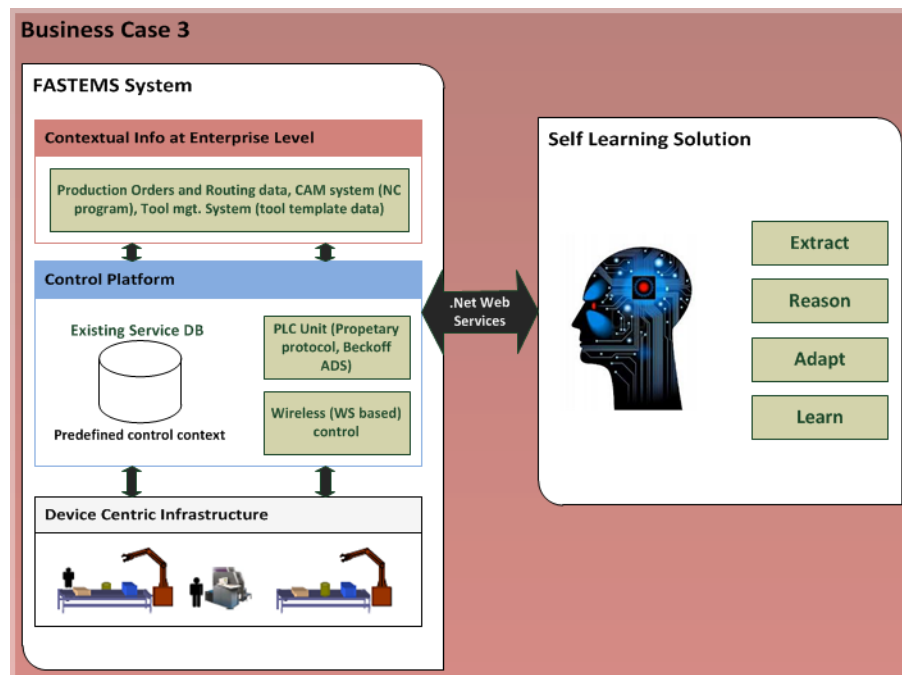 Business Case 3
FASTEMS System
Contextual Info at Enterprise Level
Production Orders and Routing data, CAM system (NC
program), Tool mgt. System (tool template data)
Control Platform
Existing Service DB
Predefined control context
PLC Unit (Propetary
protocol, Beckoff
ADS)
Wireless (WS based)
control
Device Centric Infrastructure
.Net Web
Services
Self Learning Solution
Extract
Reason
Adapt
Learn